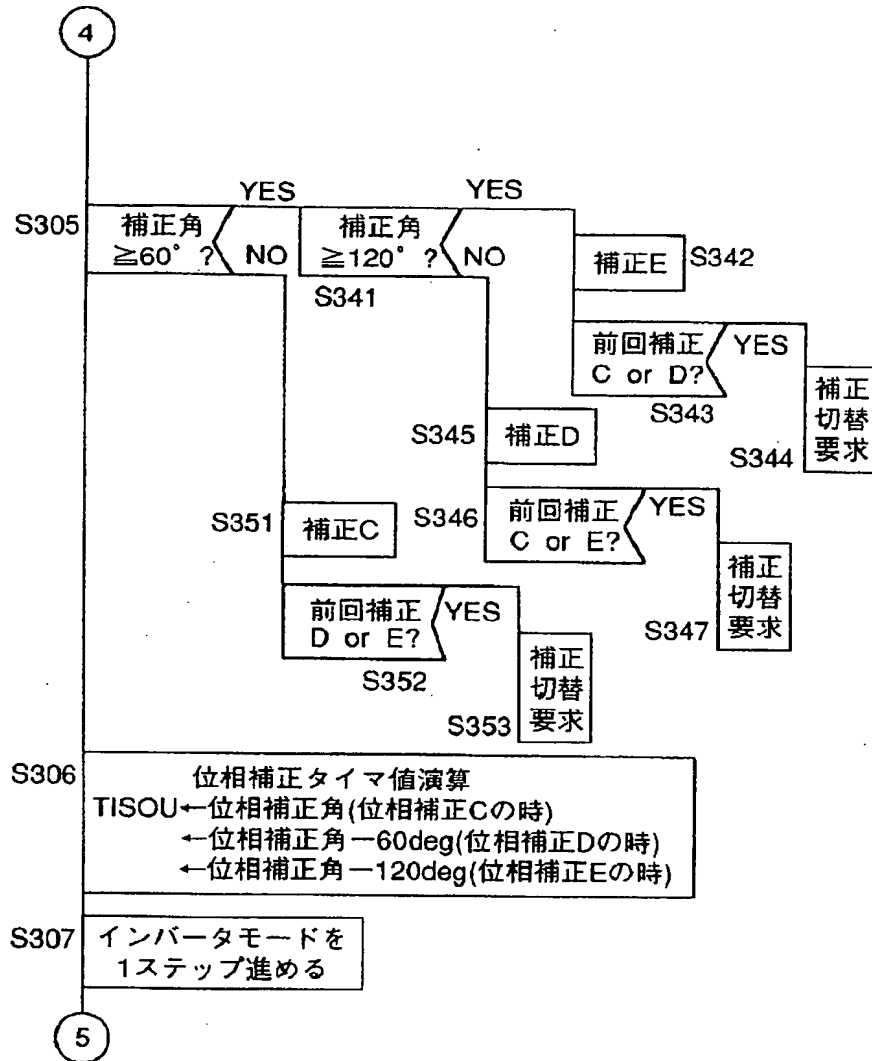 4
YES
YES
S305
補正角
≧60°?
NO
補正角
≧120°?
NO
S341
補正E
S342
前回補正
C or D?
YES
S343
補正
切替
要求
S344
S345
補正D
S346
前回補正
C or E?
YES
補正
切替
要求
S347
S351
補正C
前回補正
D or E?
YES
S352
補正
切替
要求
S353
S306
位相補正タイマ値演算
TISOU←位相補正角(位相補正Cの時)
←位相補正角－60deg(位相補正Dの時)
←位相補正角－120deg(位相補正Eの時)
S307
インバータモードを
1ステップ進める
5